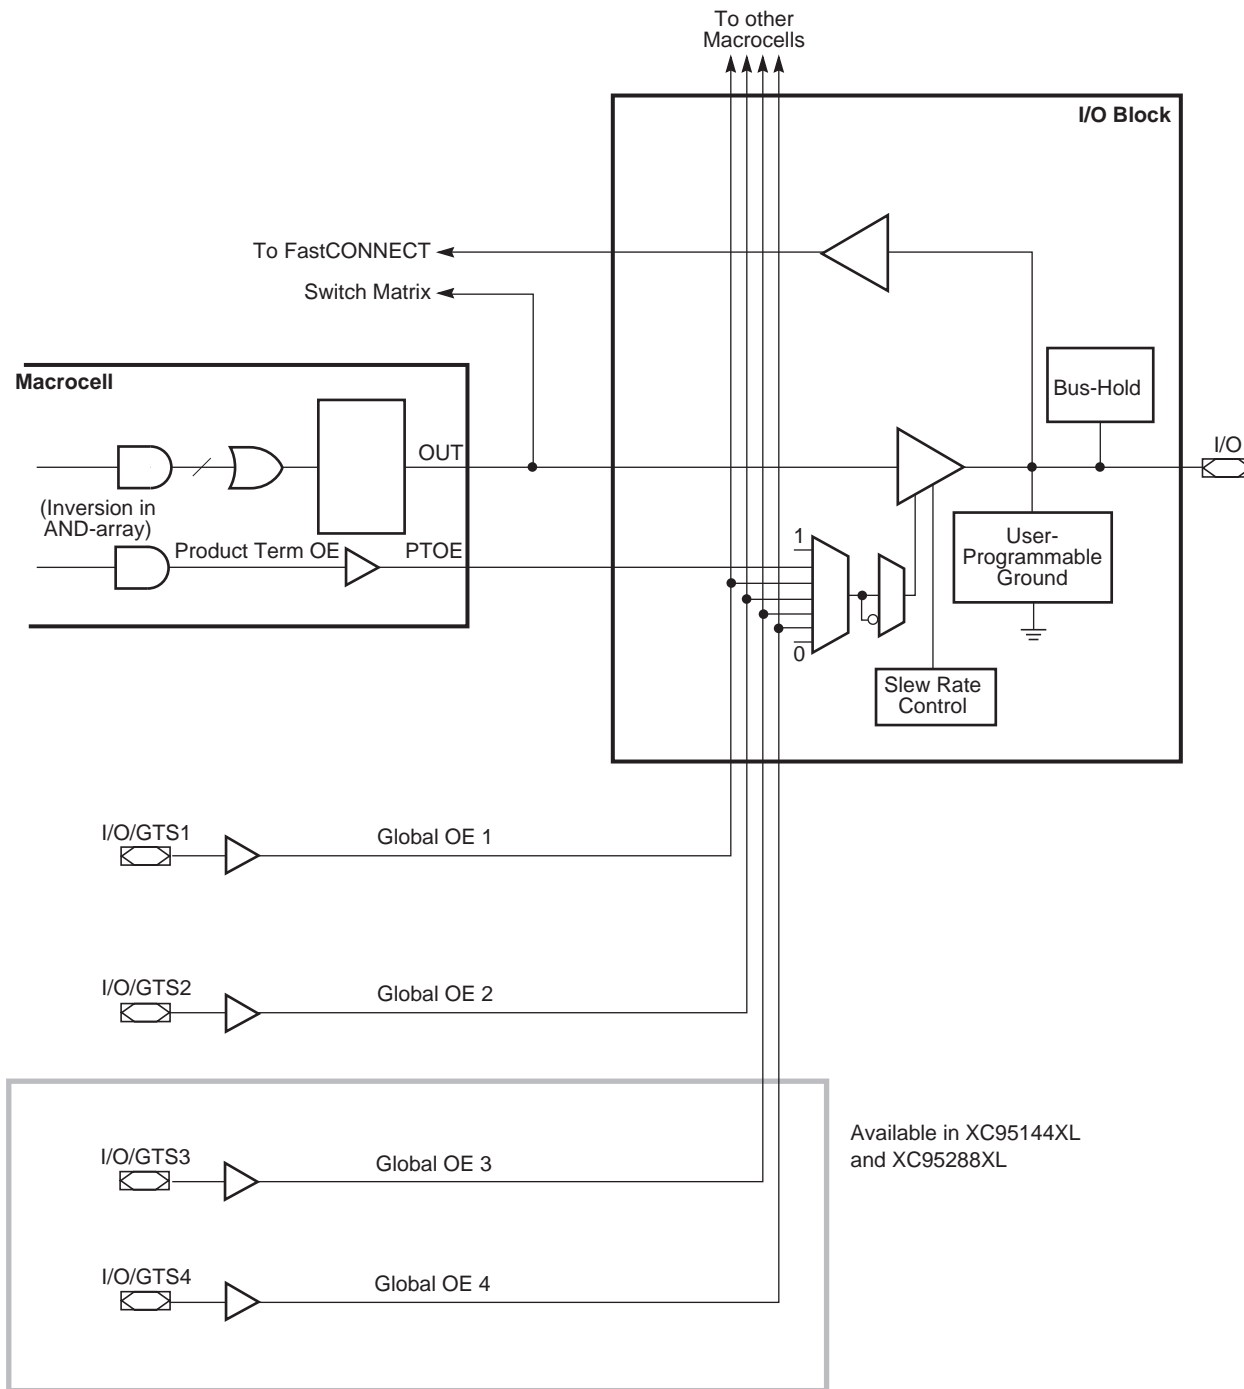 To other
Macrocells
I/O Block
To FastCONNECT
Switch Matrix
Macrocell
Bus-Hold
OUT
I/O
(Inversion in
AND-array)
Product Term OE
PTOE
1
User-
Programmable
Ground
0
Slew Rate
Control
I/O/GTS1
Global OE 1
I/O/GTS2
Global OE 2
Available in XC95144XL
and XC95288XL
I/O/GTS3
Global OE 3
I/O/GTS4
Global OE 4